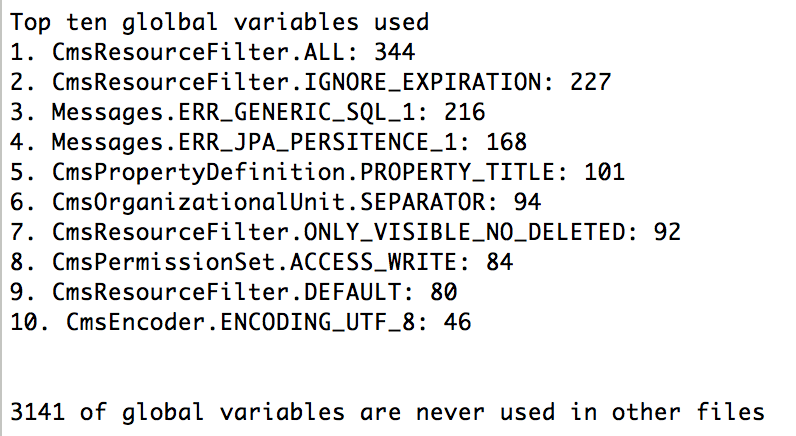 Top ten glolbal variables used
1. CmsResourceFilter.ALL: 344
2. CmsResourceFilter.IGNORE_EXPIRATION: 227
3. Messages.ERR_GENERIC_SQL_1: 216
4. Messages.ERR_JPA_PERSITENCE_1: 168
5. CmsPropertyDefinition.PROPERTY_TITLE: 101
6. CmsOrganizationalUnit.SEPARATOR: 94
7. CmsResourceFilter.ONLY_VISIBLE_NO_DELETED: 92
8. CmsPermissionSet.ACCESS_WRITE: 84
9. CmsResourceFilter.DEFAULT: 80
10. CmsEncoder.ENCODING_UTF_8: 46
3141 of global variables are never used in other files